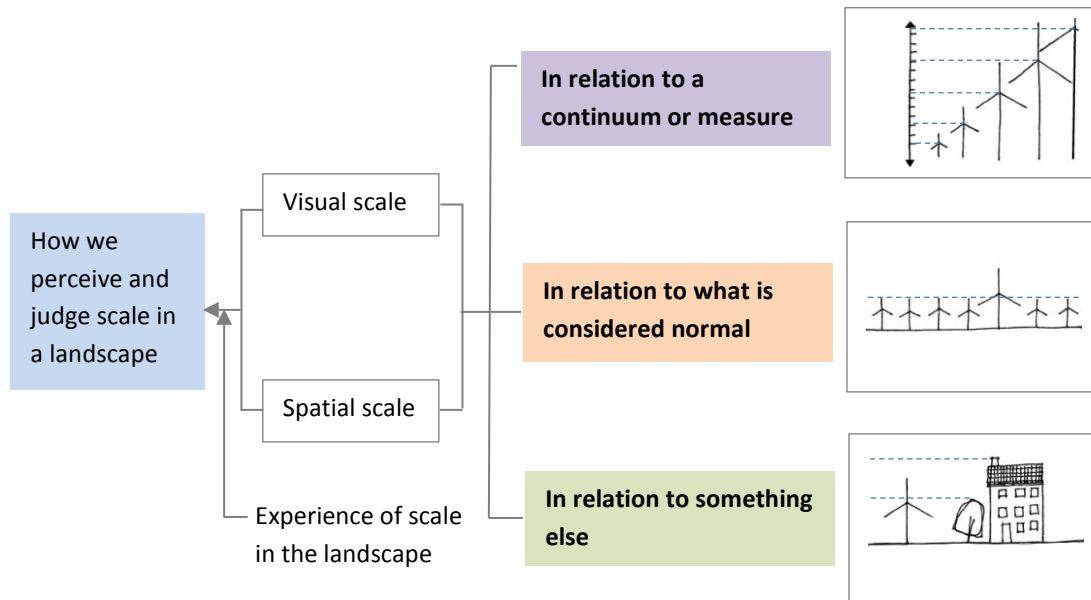 How we
perceive and
judge scale in
a landscape
Visual scale
Spatial scale
Experience of scale
in the landscape
In relation to a
continuum or measure
In relation to what is
considered normal
In relation to something
else